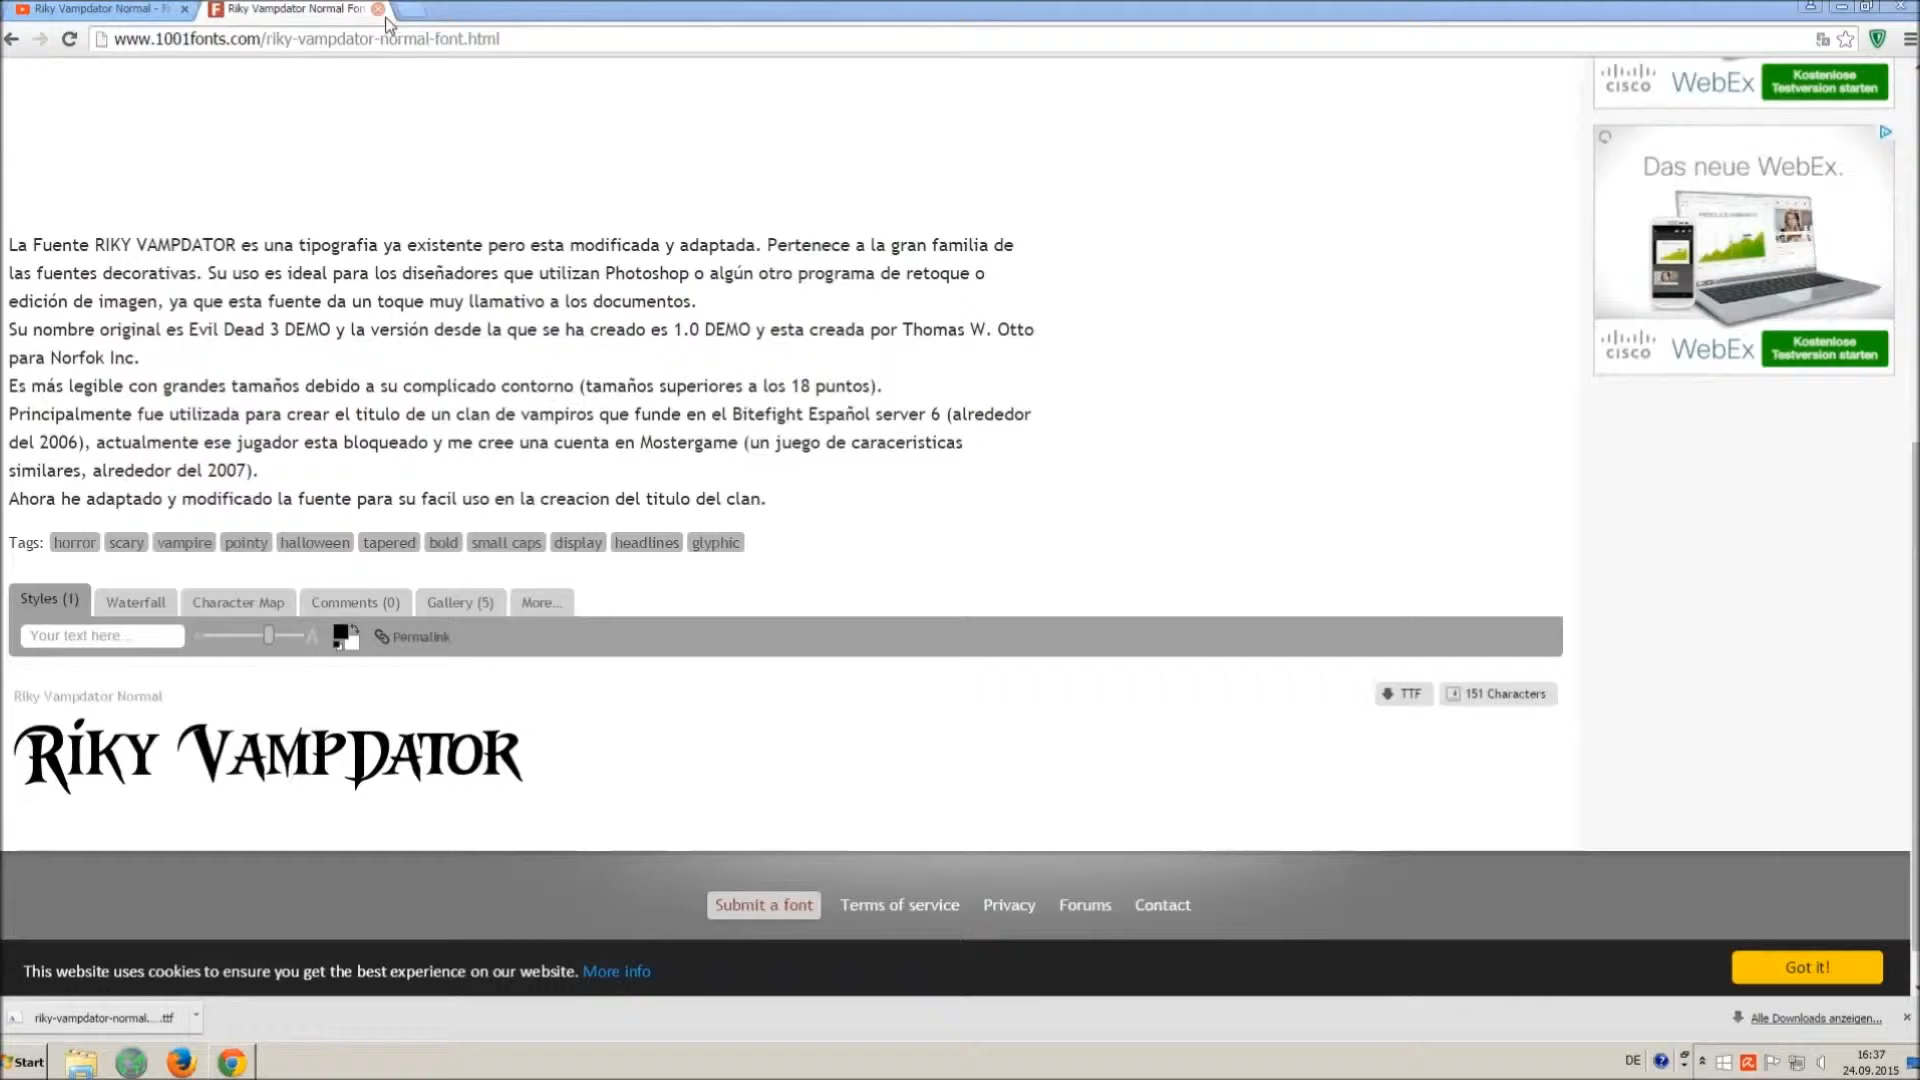 Riky Vampdator Normal - F
Riky Vampdator Normal Fon
www.1001fonts.com/riky-vampdator-normal-font.html
CISCO WebEx Kostenlose Testversion starten
Das neue WebEx.
CISCO WebEx Kostenlose Testversion starten
La Fuente RIKY VAMPDATOR es una tipografia ya existente pero esta modificada y adaptada. Pertenece a la gran familia de
las fuentes decorativas. Su uso es ideal para los diseñadores que utilizan Photoshop o algún otro programa de retoque o
edición de imagen, ya que esta fuente da un toque muy llamativo a los documentos.
Su nombre original es Evil Dead 3 DEMO y la versión desde la que se ha creado es 1.0 DEMO y esta creada por Thomas W. Otto
para Norfok Inc.
Es más legible con grandes tamaños debido a su complicado contorno (tamaños superiores a los 18 puntos).
Principalmente fue utilizada para crear el titulo de un clan de vampiros que funde en el Bitefight Español server 6 (alrededor
del 2006), actualmente ese jugador esta bloqueado y me cree una cuenta en Mostergame (un juego de caraceristicas
similares, alrededor del 2007).
Ahora he adaptado y modificado la fuente para su facil uso en la creacion del titulo del clan.
Tags: horror scary vampire pointy halloween tapered bold small caps display headlines glyphic
Styles (1) Waterfall Character Map Comments (0) Gallery (5) More...
Your text here... Permalink
Riky Vampdator Normal TTF 151 Characters
Riky VampDator
Submit a font Terms of service Privacy Forums Contact
This website uses cookies to ensure you get the best experience on our website. More info Got it!
riky-vampdator-normal....ttf Alle Downloads anzeigen...
Start DE 16:37
24.09.2015